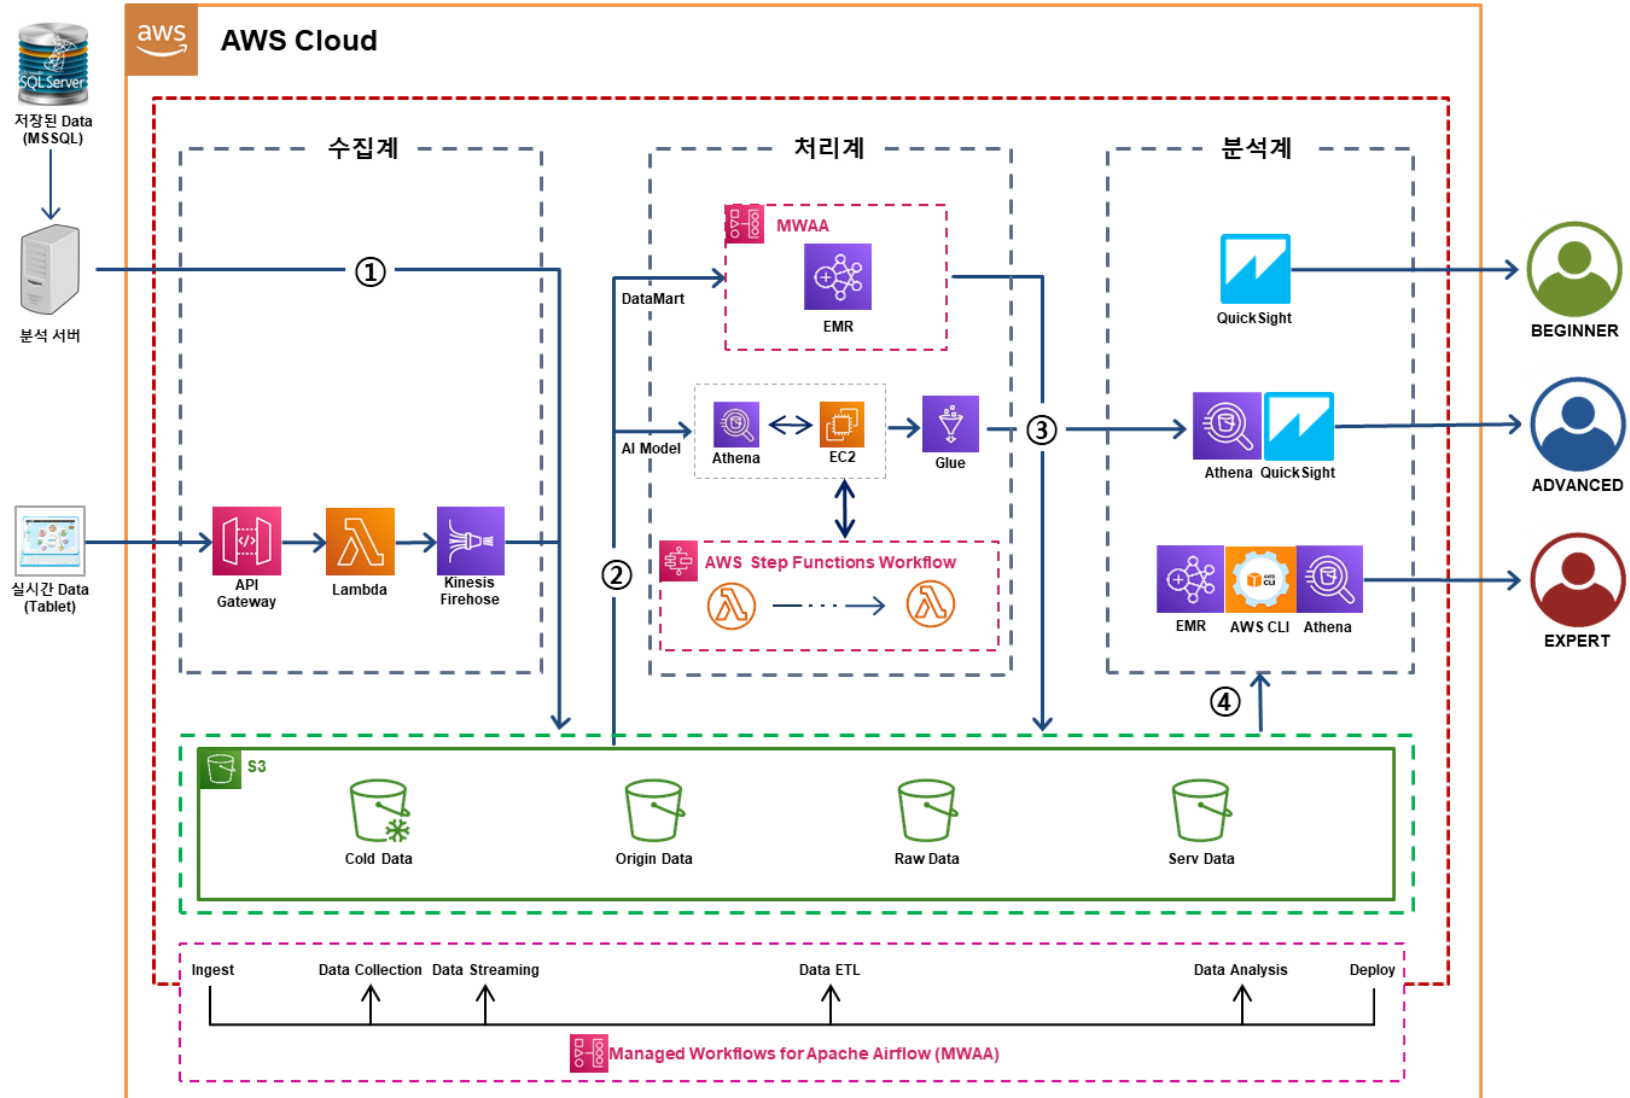 aws
AWS Cloud
SQL Server
저장된 Data
(MSSQL)
분석 서버
실시간 Data
(Tablet)
수집계
①
API
Gateway
Lambda
Kinesis
Firehose
처리계
MWAA
EMR
DataMart
AI Model
Athena
EC2
Glue
②
③
AWS Step Functions Workflow
분석계
QuickSight
Athena
QuickSight
EMR
AWS CLI
Athena
AWS
CLI
④
BEGINNER
ADVANCED
EXPERT
S3
Cold Data
Origin Data
Raw Data
Serv Data
Ingest
Data Collection
Data Streaming
Data ETL
Data Analysis
Deploy
Managed Workflows for Apache Airflow (MWAA)